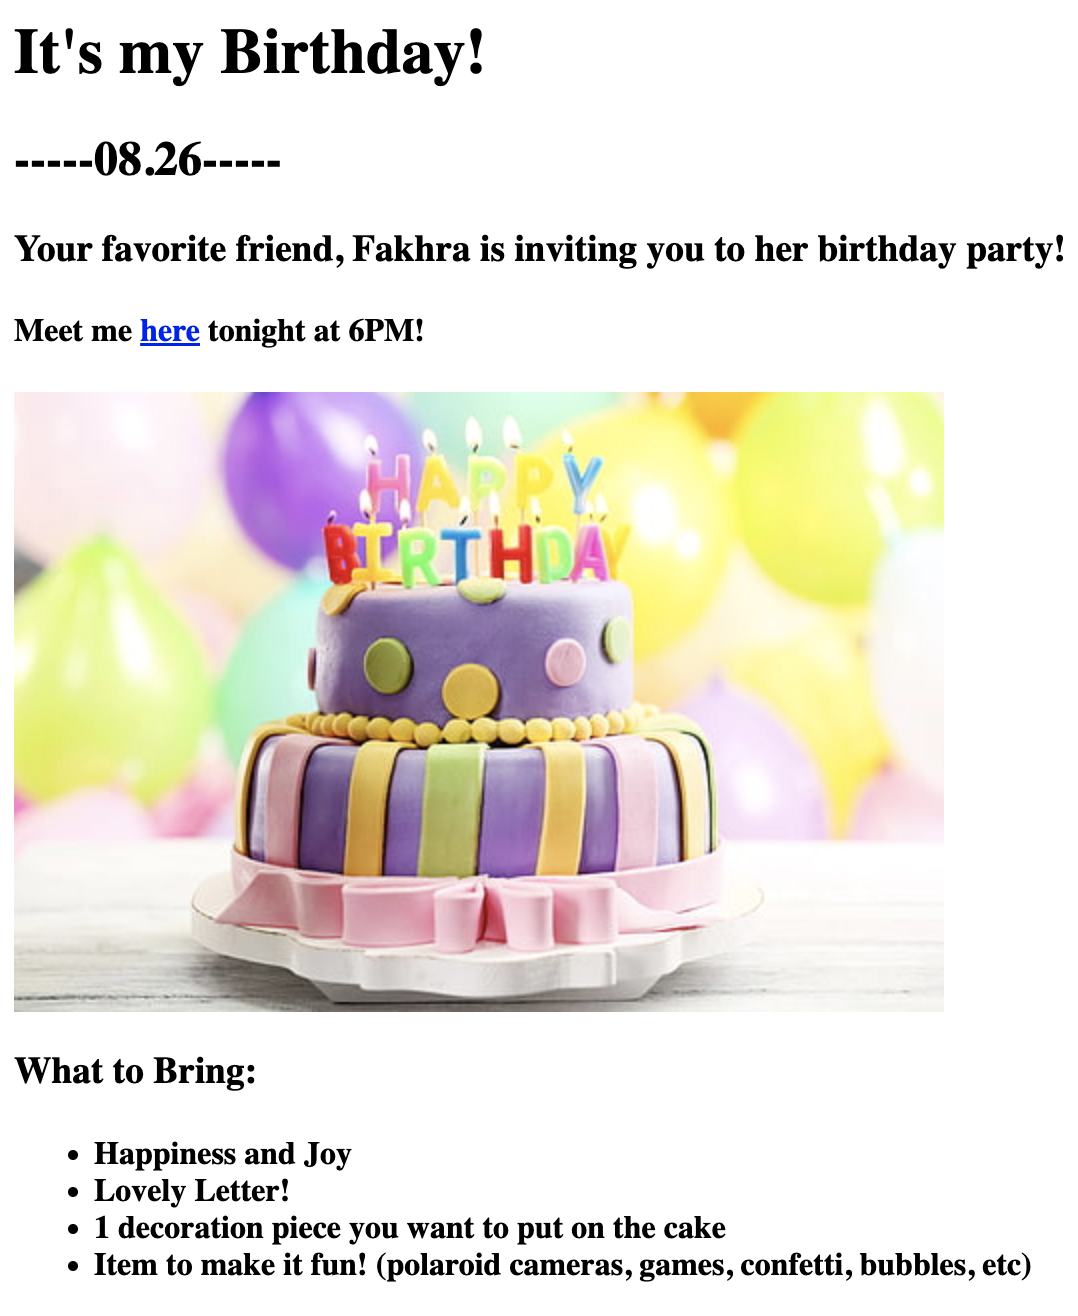 It's my Birthday!
-----08.26-----
Your favorite friend, Fakhra is inviting you to her birthday party!
Meet me here tonight at 6PM!
HAPPY
BIRTHDAY
What to Bring:
• Happiness and Joy
• Lovely Letter!
• 1 decoration piece you want to put on the cake
• Item to make it fun! (polaroid cameras, games, confetti, bubbles, etc)